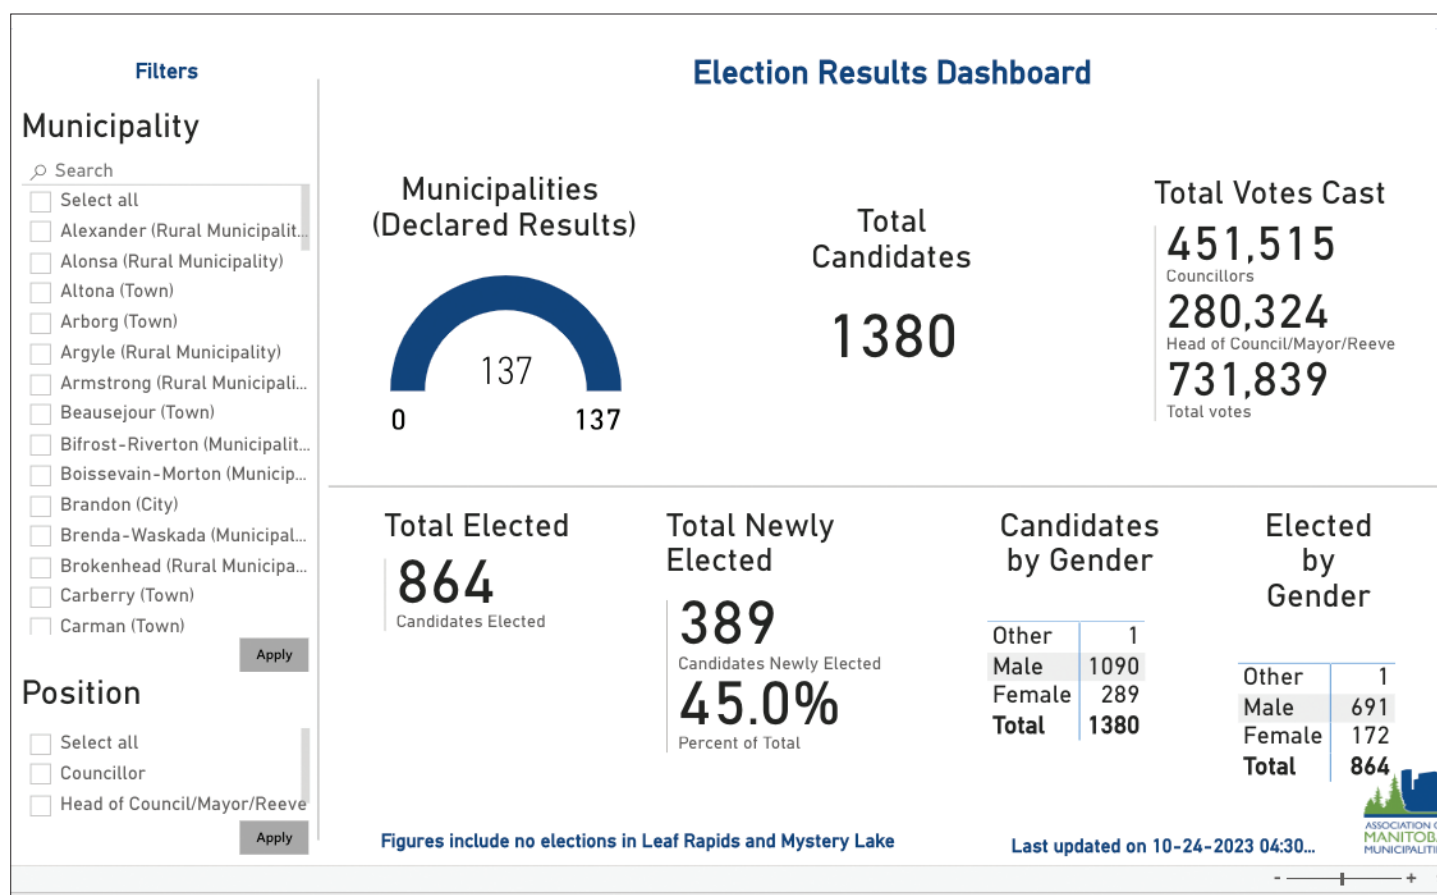 Filters
Election Results Dashboard
Municipality
Search
Select all
Alexander (Rural Municipalit...
Alonsa (Rural Municipality)
Altona (Town)
Arborg (Town)
Argyle (Rural Municipality)
Armstrong (Rural Municipali...
Beausejour (Town)
Bifrost-Riverton (Municipalit...
Boissevain-Morton (Municip...
Brandon (City)
Brenda-Waskada (Municipal...
Brokenhead (Rural Municipa...
Carberry (Town)
Carman (Town)
Apply
Position
Select all
Councillor
Head of Council/Mayor/Reeve
Apply
Municipalities
(Declared Results)
137
0 137
Total
Candidates
1380
Total Votes Cast
451,515
Councillors
280,324
Head of Council/Mayor/Reeve
731,839
Total votes
Total Elected
864
Candidates Elected
Total Newly
Elected
389
Candidates Newly Elected
45.0%
Percent of Total
Candidates
by Gender
Other 1
Male 1090
Female 289
Total 1380
Elected
by
Gender
Other 1
Male 691
Female 172
Total 864
Figures include no elections in Leaf Rapids and Mystery Lake
Last updated on 10-24-2023 04:30...
ASSOCIATION
MANITOB
MUNICIPALITI
- +